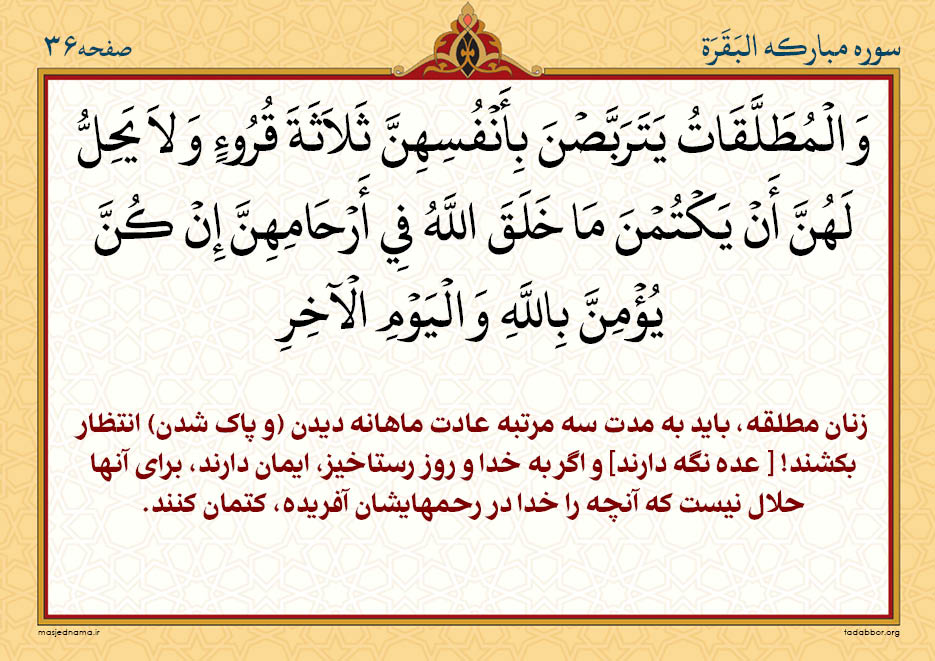 سوره مبارکه البَقَرَة
صفحه۳۶
وَ الْمُطَلَّقَاتُ يَتَرَبَّصْنَ بِأَنْفُسِهِنَّ ثَلاَثَةَ قُرُوءٍ وَ لاَ يَحِلُّ
لَهُنَّ أَنْ يَكْتُمْنَ مَا خَلَقَ اللَّهُ فِي أَرْحَامِهِنَّ إِنْ كُنَّ
يُؤْمِنَّ بِاللَّهِ وَ الْيَوْمِ الْآخِرِ
زنان مطلقه، باید به مدت سه مرتبه عادت ماهانه دیدن (و پاک شدن) انتظار
بکشند! [ عده نگه دارند] و اگر به خدا و روز رستاخیز، ایمان دارند، برای آنها
حلال نیست که آنچه را خدا در رحمهایشان آفریده، کتمان کنند.
masjednama.ir
tadabbor.org